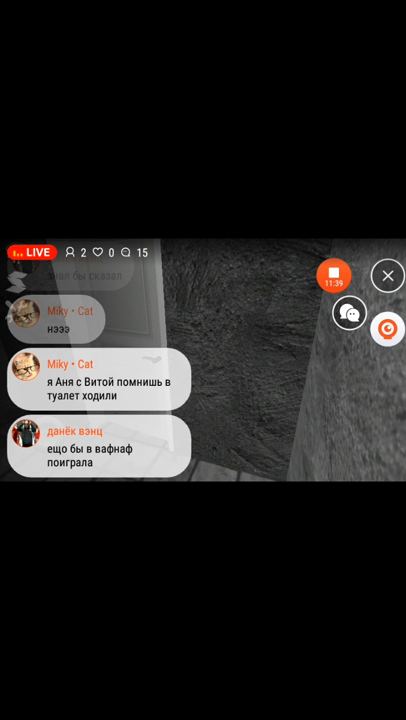 LIVE 2 0 15
знал бы сказал
11:39
Miky • Cat
нэээ
Miky • Cat
я Аня с Витой помнишь в
туалет ходили
данёк вэнц
ещо бы в вафнаф
поиграла